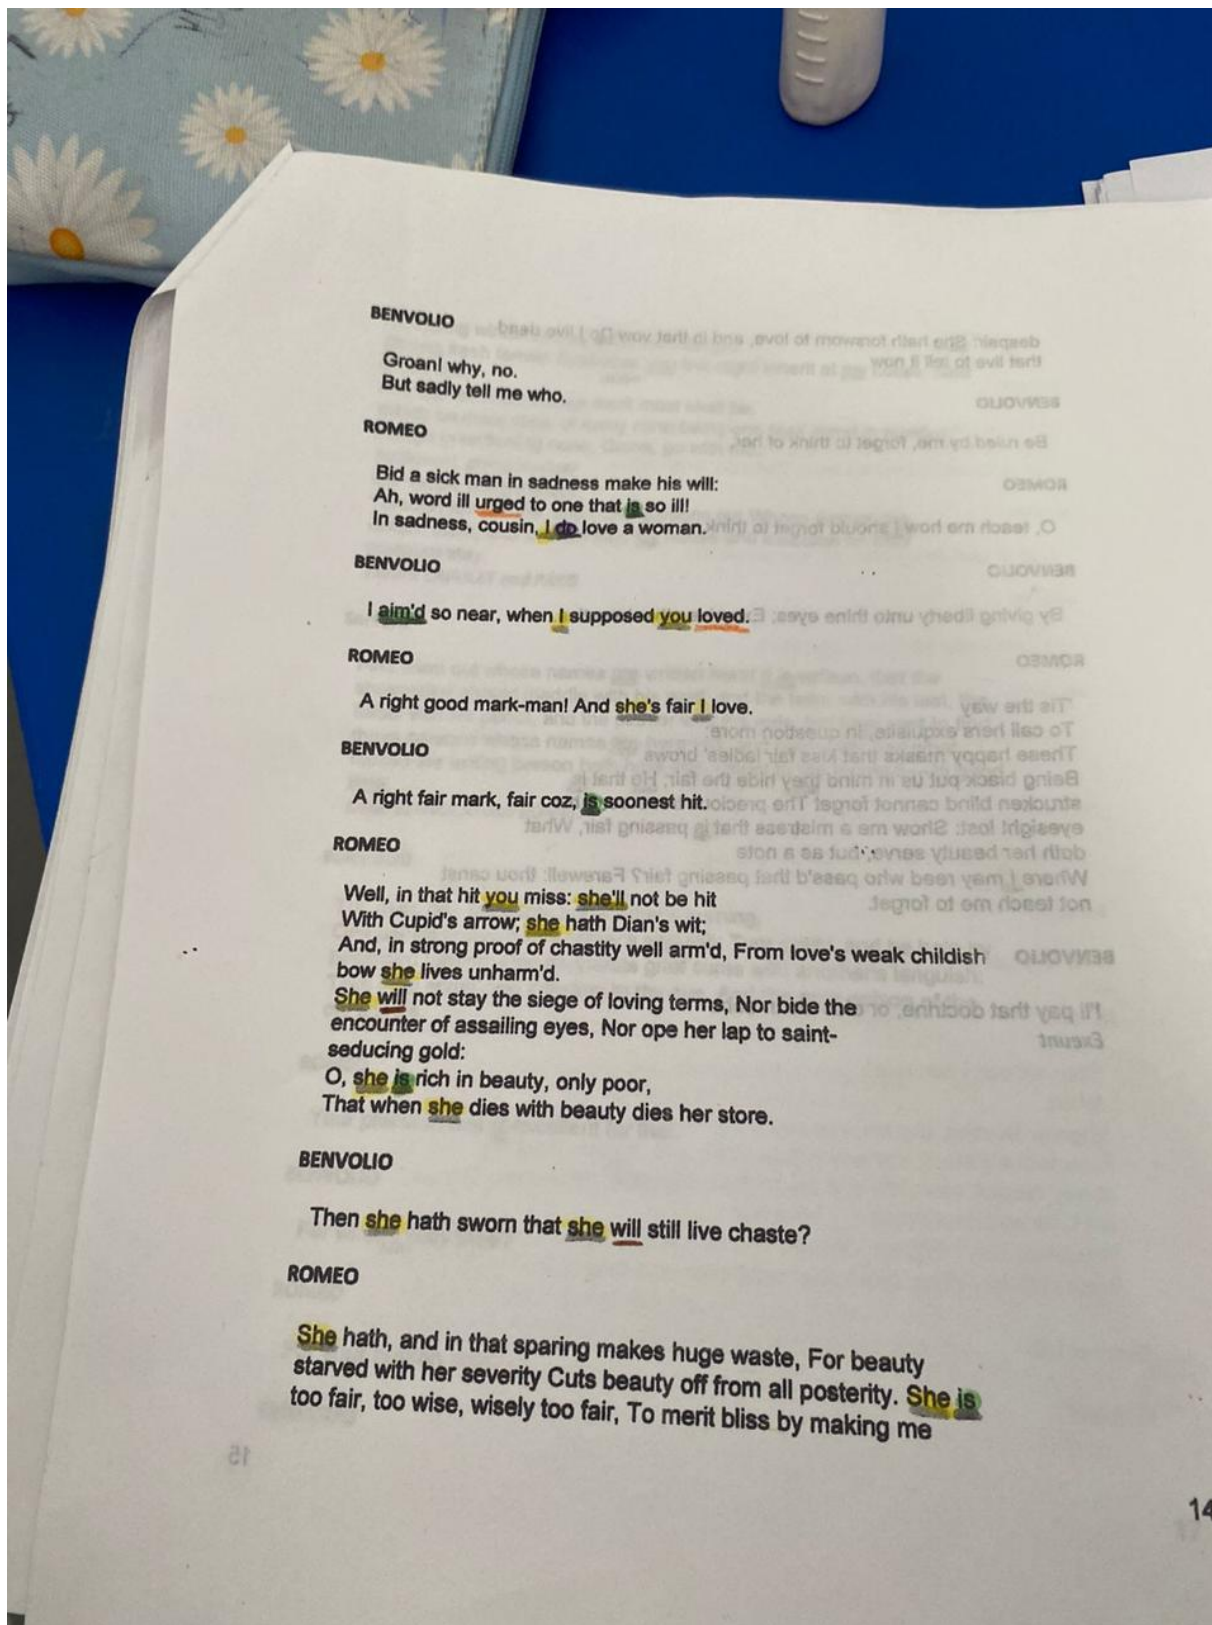 BENVOLIO
Groan! why, no.
But sadly tell me who.
ROMEO
Bid a sick man in sadness make his will:
Ah, word ill urged to one that is so ill!
In sadness, cousin, I do love a woman.
BENVOLIO
I aim'd so near, when I supposed you loved.
ROMEO
A right good mark-man! And she's fair I love.
BENVOLIO
A right fair mark, fair coz, is soonest hit.
ROMEO
Well, in that hit you miss: she'll not be hit
With Cupid's arrow; she hath Dian's wit;
And, in strong proof of chastity well arm'd, From love's weak childish
bow she lives unharm'd.
She will not stay the siege of loving terms, Nor bide the
encounter of assailing eyes, Nor ope her lap to saint-
seducing gold:
O, she is rich in beauty, only poor,
That when she dies with beauty dies her store.
BENVOLIO
Then she hath sworn that she will still live chaste?
ROMEO
She hath, and in that sparing makes huge waste, For beauty
starved with her severity Cuts beauty off from all posterity. She is
too fair, too wise, wisely too fair, To merit bliss by making me
14